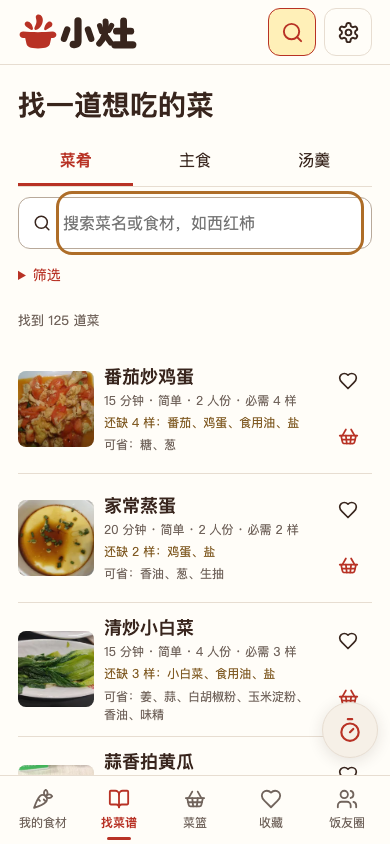 小灶
找一道想吃的菜
菜肴
主食
汤羹
搜索菜名或食材，如西红柿
筛选
找到 125 道菜
番茄炒鸡蛋
15 分钟 · 简单 · 2 人份 · 必需 4 样
还缺 4 样：番茄、鸡蛋、食用油、盐
可省：糖、葱
家常蒸蛋
20 分钟 · 简单 · 2 人份 · 必需 2 样
还缺 2 样：鸡蛋、盐
可省：香油、葱、生抽
清炒小白菜
15 分钟 · 简单 · 4 人份 · 必需 3 样
还缺 3 样：小白菜、食用油、盐
可省：姜、蒜、白胡椒粉、玉米淀粉、
香油、味精
蒜香拍黄瓜
我的食材
找菜谱
菜篮
收藏
饭友圈